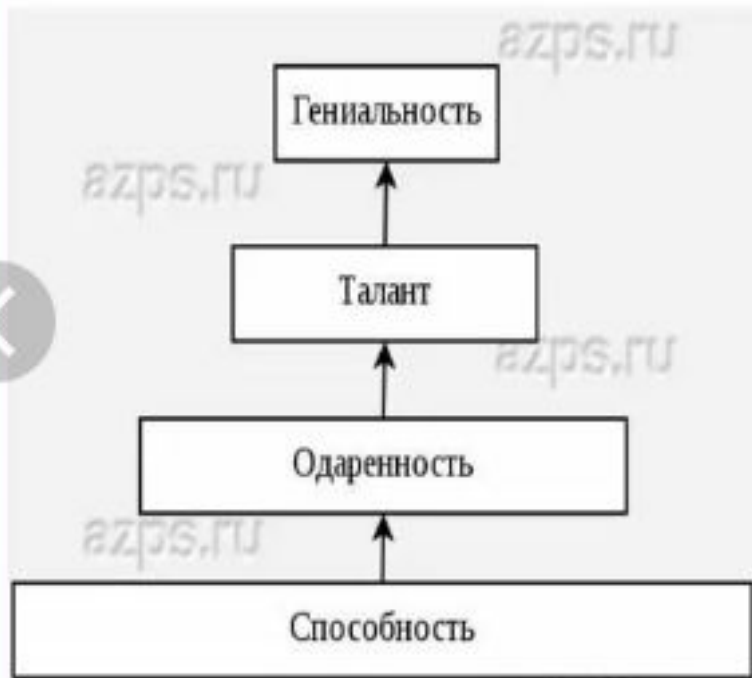 azps.ru
Гениальность
azps.ru
Талант
azps.ru
Одаренность
azps.ru
Способность